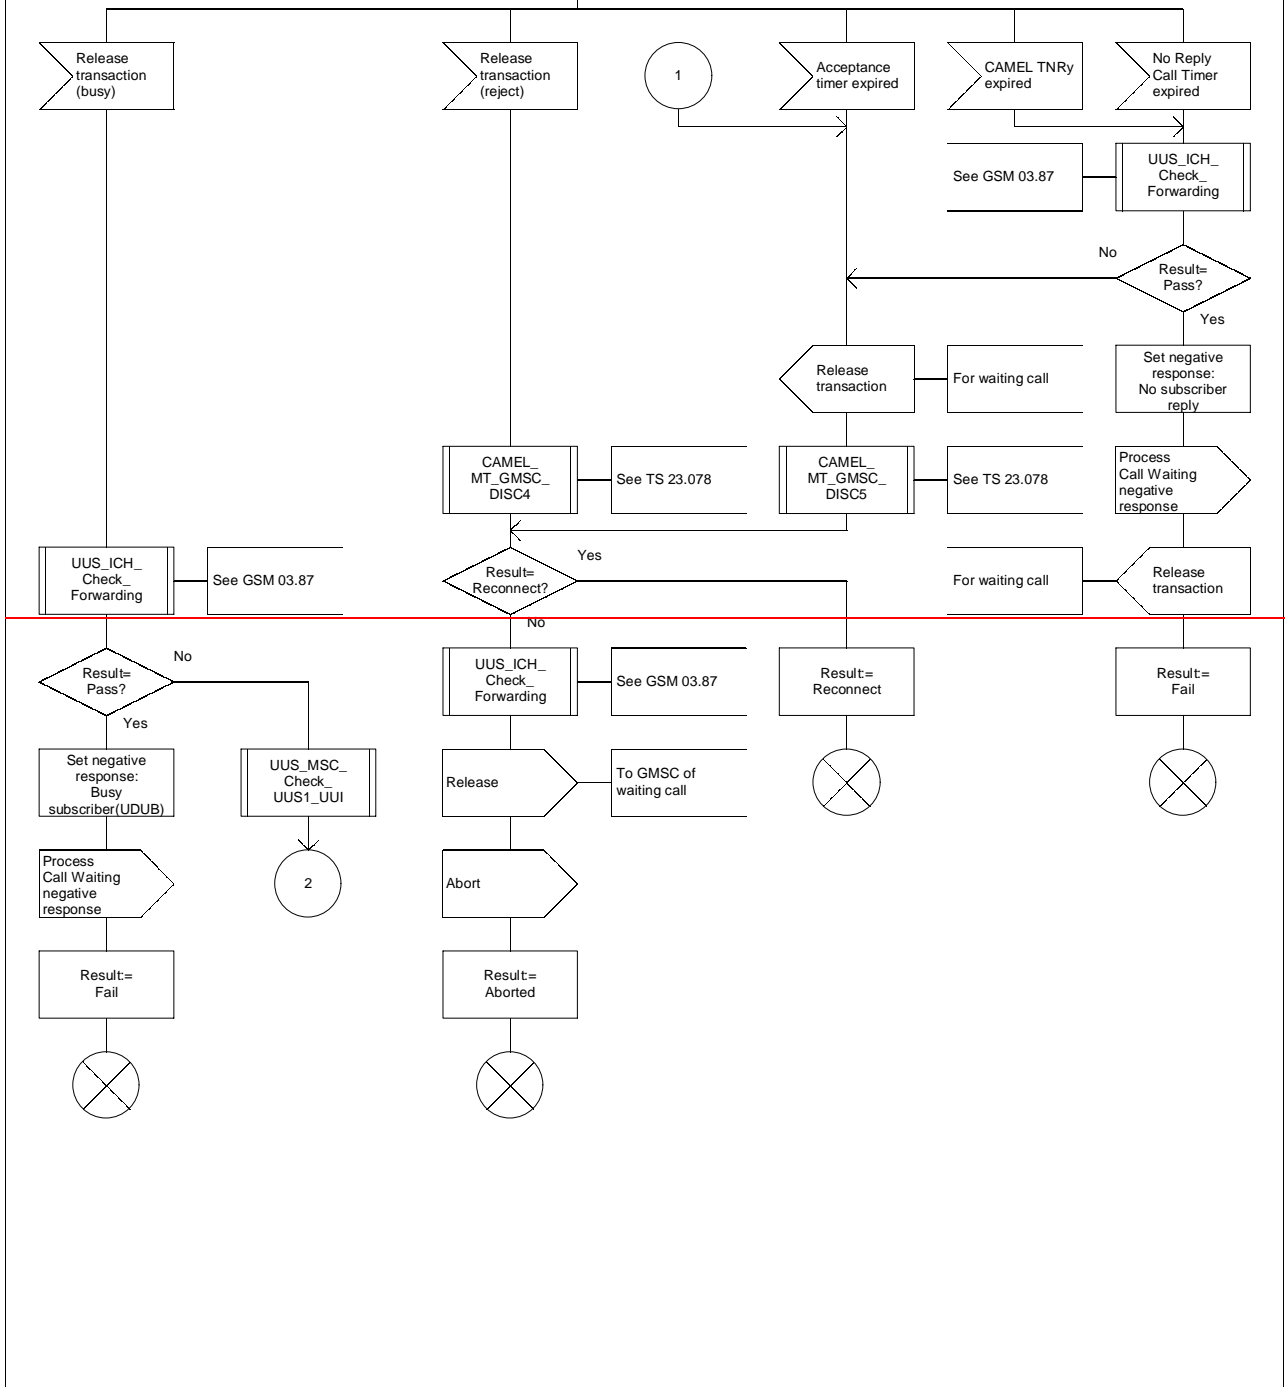 Release
transaction
(busy)
Release
transaction
(reject)
1
Acceptance
timer expired
CAMEL TNRy
expired
No Reply
Call Timer
expired
See GSM 03.87
UUS_ICH_
Check_
Forwarding
No
Result=
Pass?
Yes
Release
transaction
For waiting call
Set negative
response:
No subscriber
reply
CAMEL_
MT_GMSC_
DISC4
See TS 23.078
CAMEL_
MT_GMSC_
DISC5
See TS 23.078
Process
Call Waiting
negative
response
UUS_ICH_
Check_
Forwarding
See GSM 03.87
Result=
Reconnect?
Yes
No
For waiting call
Release
transaction
Result=
Pass?
No
Yes
UUS_ICH_
Check_
Forwarding
See GSM 03.87
Result:=
Reconnect
Result:=
Fail
Set negative
response:
Busy
subscriber(UDUB)
UUS_MSC_
Check_
UUS1_UUI
Release
To GMSC of
waiting call
Process
Call Waiting
negative
response
2
Abort
Result:=
Fail
Result:=
Aborted